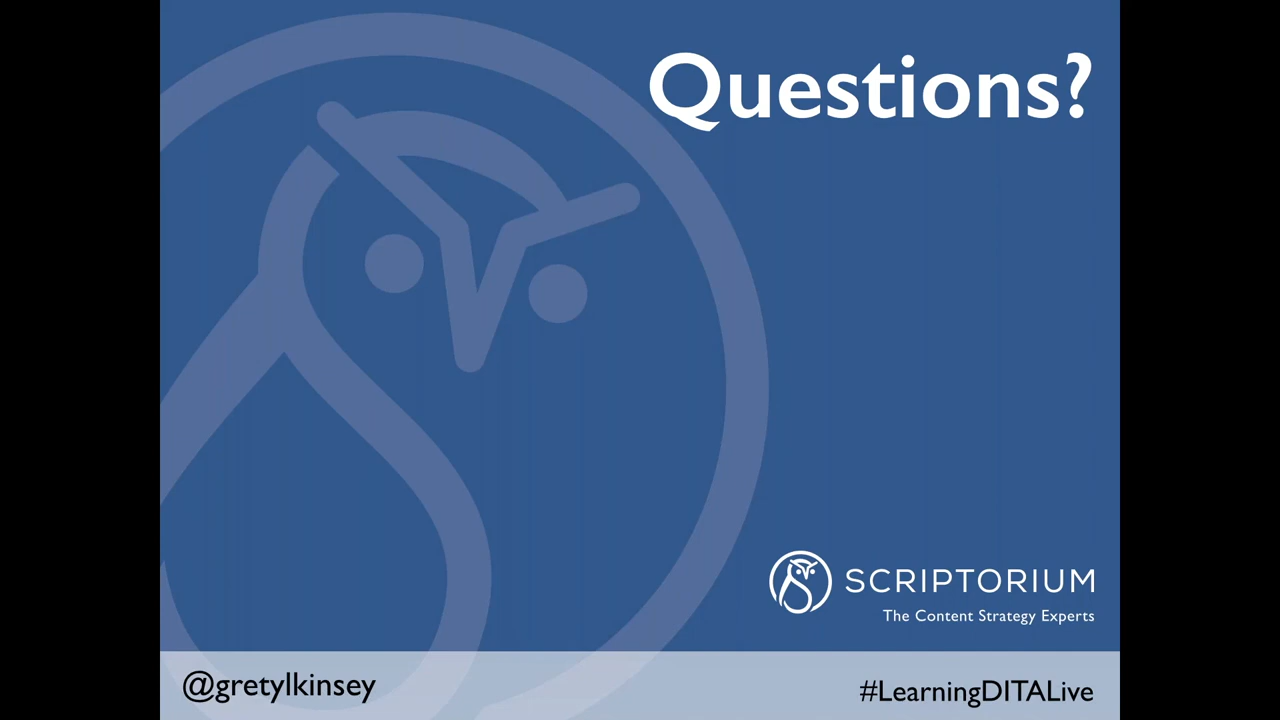 Questions?
SCRIPTORIUM
The Content Strategy Experts
@gretylkinsey
#LearningDITALive